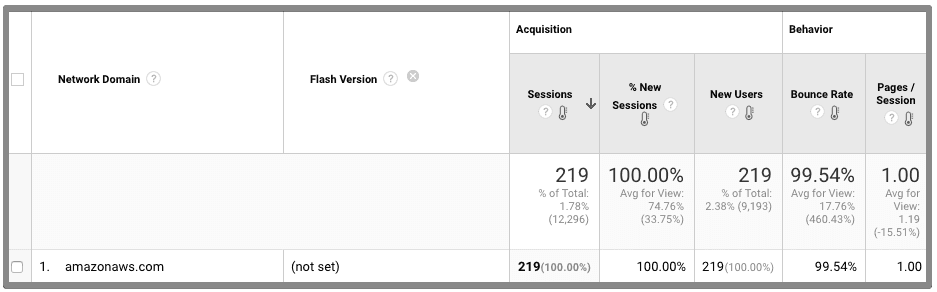 Acquisition
Behavior
Network Domain ?
Flash Version ?
Sessions
?
% New
Sessions ?
New Users
?
Bounce Rate
?
Pages /
Session
?
219
% of Total:
1.78%
(12,296)
100.00%
Avg for View:
74.76%
(33.75%)
219
% of Total:
2.38% (9,193)
99.54%
Avg for View:
17.76%
(460.43%)
1.00
Avg for
View:
1.19
(-15.51%)
1. amazonaws.com (not set) 219(100.00%) 100.00% 219(100.00%) 99.54% 1.00